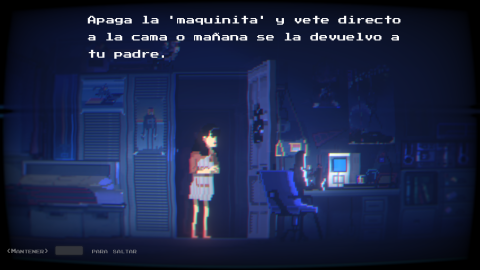 Apaga la 'maquinita' y vete directo
a la cama o mañana se la devuelvo a
tu padre.
(Mantener) para saltar